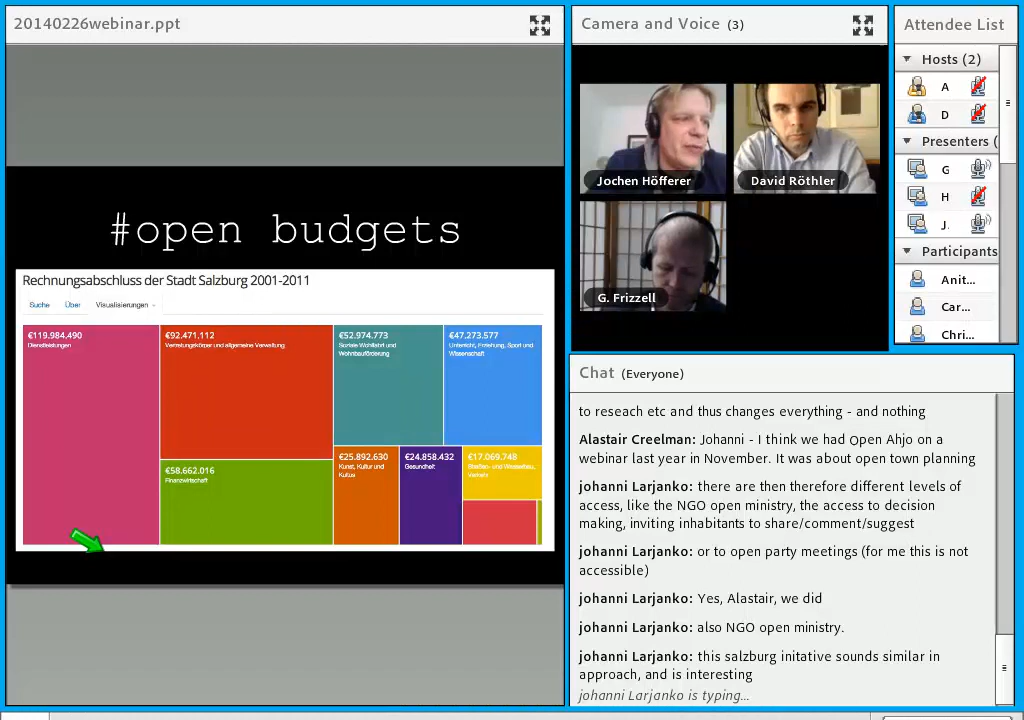 20140226webinar.ppt
#open budgets
Rechnungsabschluss der Stadt Salzburg 2001-2011
Suche Über Visualisierungen
€119.984.490
Dienstleistungen
€92.471.112
Vertretungskörper und allgemeine Verwaltung
€52.974.773
Soziale Wohlfahrt und
Wohnbauförderung
€47.273.577
Unterricht, Erziehung, Sport und
Wissenschaft
€58.662.016
Finanzwirtschaft
€25.892.630
Kunst, Kultur und
Kultus
€24.858.432
Gesundheit
€17.069.748
Verkehr
Camera and Voice (3)
Jochen Höfferer
David Röthler
G. Frizzell
Attendee List
Hosts (2)
A
D
Presenters (
G
H
J.
Participants
Anit...
Car...
Chri...
Chat (Everyone)
to reseach etc and thus changes everything - and nothing
Alastair Creelman: Johanni - I think we had Open Ahjo on a
webinar last year in November. It was about open town planning
johanni Larjanko: there are then therefore different levels of
access, like the NGO open ministry, the access to decision
making, inviting inhabitants to share/comment/suggest
johanni Larjanko: or to open party meetings (for me this is not
accessible)
johanni Larjanko: Yes, Alastair, we did
johanni Larjanko: also NGO open ministry.
johanni Larjanko: this salzburg initative sounds similar in
approach, and is interesting
johanni Larjanko is typing...